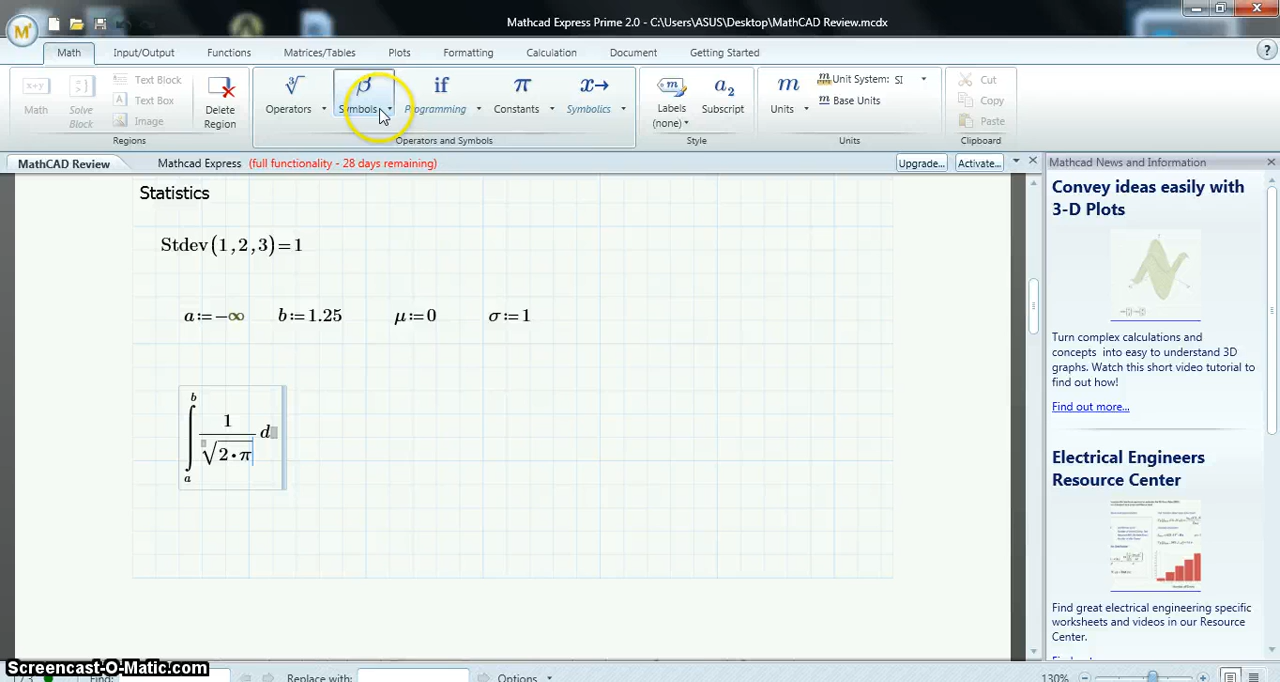 Mathcad Express Prime 2.0 - C:\Users\ASUS\Desktop\MathCAD Review.mcdx
Math Input/Output Functions Matrices/Tables Plots Formatting Calculation Document Getting Started
Math
Solve Block
Text Block
Text Box
Image
Delete Region
Regions
Operators
Symbols
Programming
Constants
Symbolics
Operators and Symbols
Labels (none)
Subscript
Style
Units
Unit System: SI
Base Units
Units
Cut
Copy
Paste
Clipboard
MathCAD Review Mathcad Express (full functionality - 28 days remaining) Upgrade... Activate...
Statistics
Stdev(1,2,3)=1
a:=-∞ b:=1.25 μ:=0 σ:=1
b
∫ 1 d
√2·π
a
Mathcad News and Information
Convey ideas easily with
3-D Plots
Turn complex calculations and
concepts into easy to understand 3D
graphs. Watch this short video tutorial to
find out how!
Find out more...
Electrical Engineers
Resource Center
Find great electrical engineering specific
worksheets and videos in our Resource
Center.
Screencast-O-Matic.com
/ 3 Find: Replace with: Options 130%